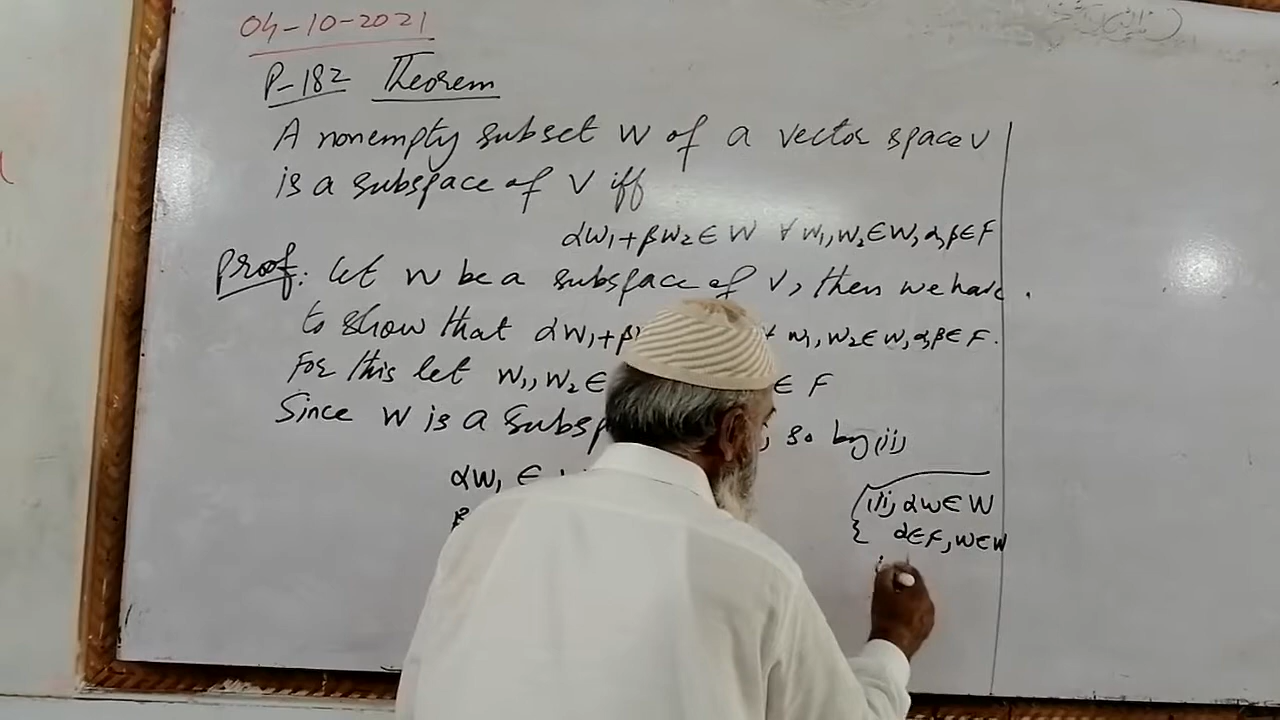 04-10-2021
P-182 Theorem
A nonempty subset W of a vector space V
is a subspace of V iff
αW₁+βW₂ ∈ W ∀ W₁, W₂ ∈ W, α, β ∈ F
Proof: Let W be a subspace of V, then we have
to show that αW₁+β ∀ W₁, W₂ ∈ W, α, β ∈ F.
For this let W₁, W₂ ∈ ∈ F
Since W is a , so by (ii)
αW₁ ∈
(ii) αW ∈ W
α ∈ F, W ∈ W